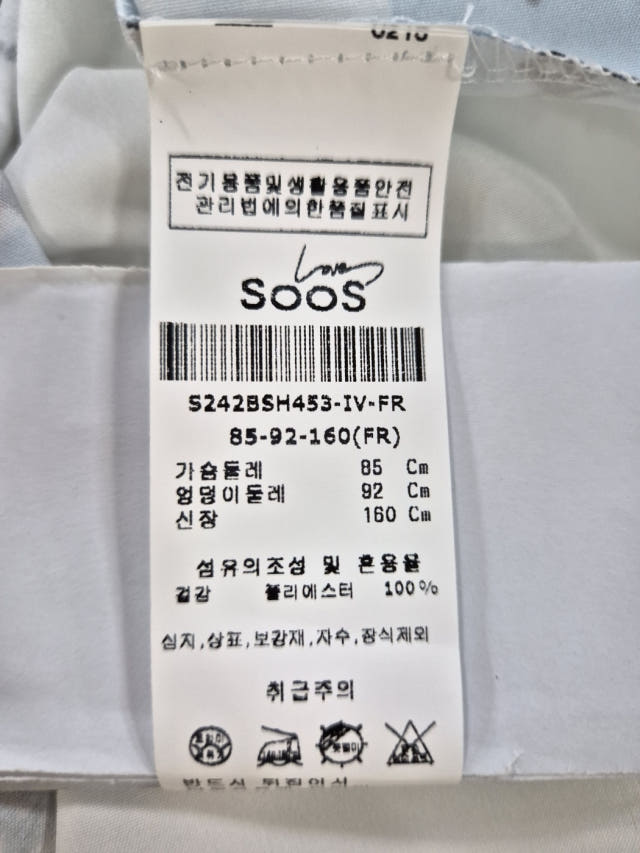 전기용품및생활용품안전
관리법에의한품질표시
Love
SOOS
S242BSH453-IV-FR
85-92-160(FR)
가슴둘레 85 Cm
엉덩이둘레 92 Cm
신장 160 Cm
섬유의조성 및 혼용율
겉감 폴리에스터 100%
심지,상표,보강재,자수,장식제외
취급주의